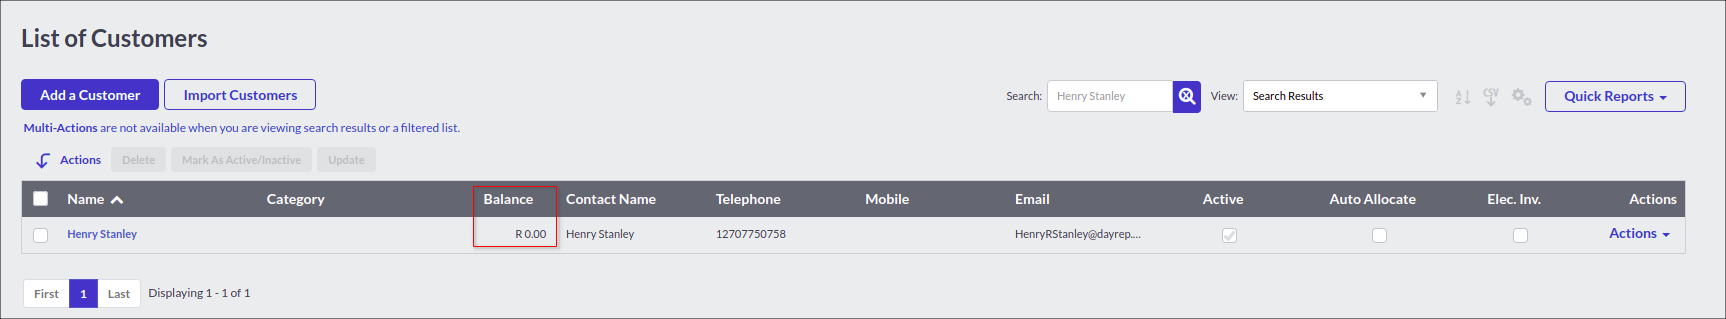 List of Customers
Add a Customer
Import Customers
Search:
Henry Stanley
View:
Search Results
A
Z
CSV
Quick Reports
Multi-Actions are not available when you are viewing search results or a filtered list.
Actions
Delete
Mark As Active/Inactive
Update
Name Category Balance Contact Name Telephone Mobile Email Active Auto Allocate Elec. Inv. Actions
Henry Stanley R 0.00 Henry Stanley 12707750758 HenryRStanley@dayrep.... Actions
First 1 Last Displaying 1 - 1 of 1